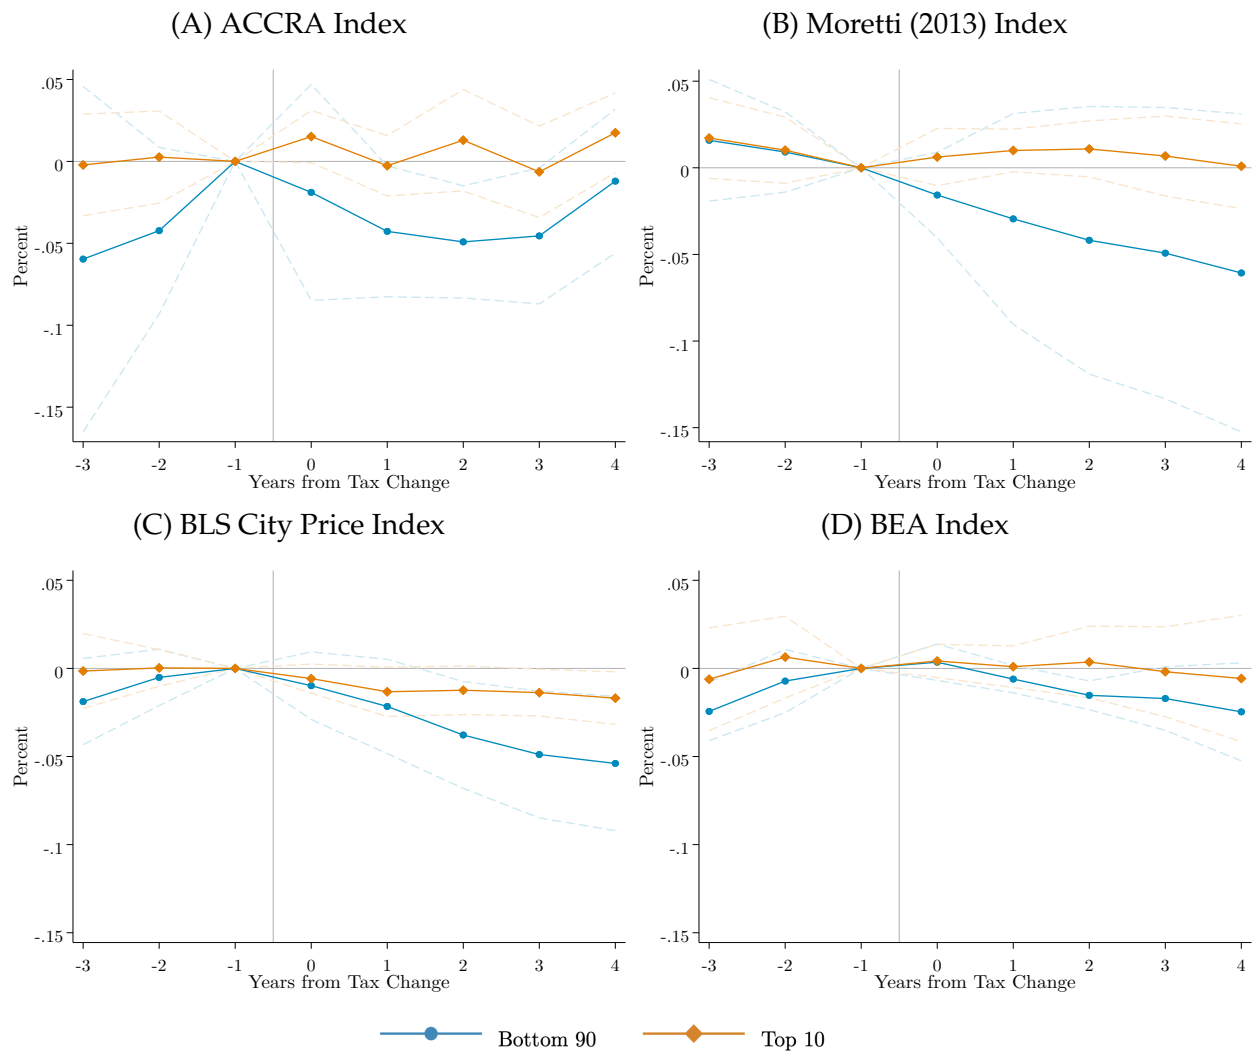 (A) ACCRA Index
.05
0
-.05
-.1
-.15
Percent
-3 -2 -1 0 1 2 3 4
Years from Tax Change
(B) Moretti (2013) Index
.05
0
-.05
-.1
-.15
Percent
-3 -2 -1 0 1 2 3 4
Years from Tax Change
(C) BLS City Price Index
.05
0
-.05
-.1
-.15
Percent
-3 -2 -1 0 1 2 3 4
Years from Tax Change
(D) BEA Index
.05
0
-.05
-.1
-.15
Percent
-3 -2 -1 0 1 2 3 4
Years from Tax Change
Bottom 90 Top 10